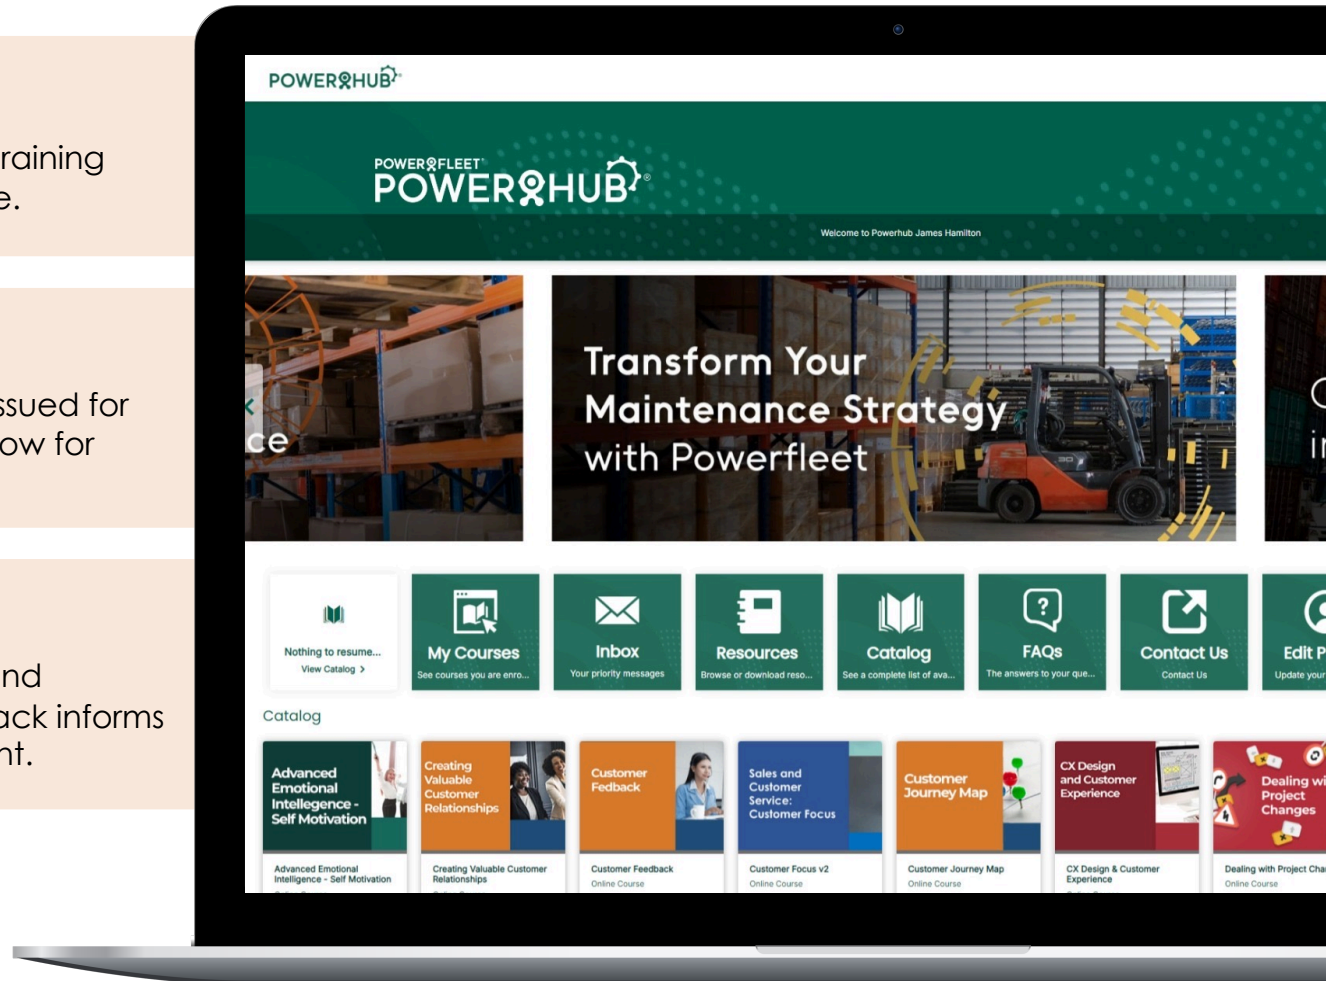 raining
e.
ssued for
ow for
nd
ack informs
nt.
POWERHUB
POWERFLEET
POWERHUB
Welcome to Powerhub James Hamilton
ce
Transform Your
Maintenance Strategy
with Powerfleet
Nothing to resume...
View Catalog >
My Courses
See courses you are enro...
Inbox
Your priority messages
Resources
Browse or download reso...
Catalog
See a complete list of ava...
FAQs
The answers to your que...
Contact Us
Contact Us
Edit P
Update your
Catalog
Advanced
Emotional
Intellegence -
Self Motivation
Creating
Valuable
Customer
Relationships
Customer
Fedback
Sales and
Customer
Service:
Customer Focus
Customer
Journey Map
CX Design
and Customer
Experience
Dealing wi
Project
Changes
Advanced Emotional
Intelligence - Self Motivation
Creating Valuable Customer
Relationships
Customer Feedback
Online Course
Customer Focus v2
Online Course
Customer Journey Map
Online Course
CX Design & Customer
Experience
Dealing with Project Char
Online Course